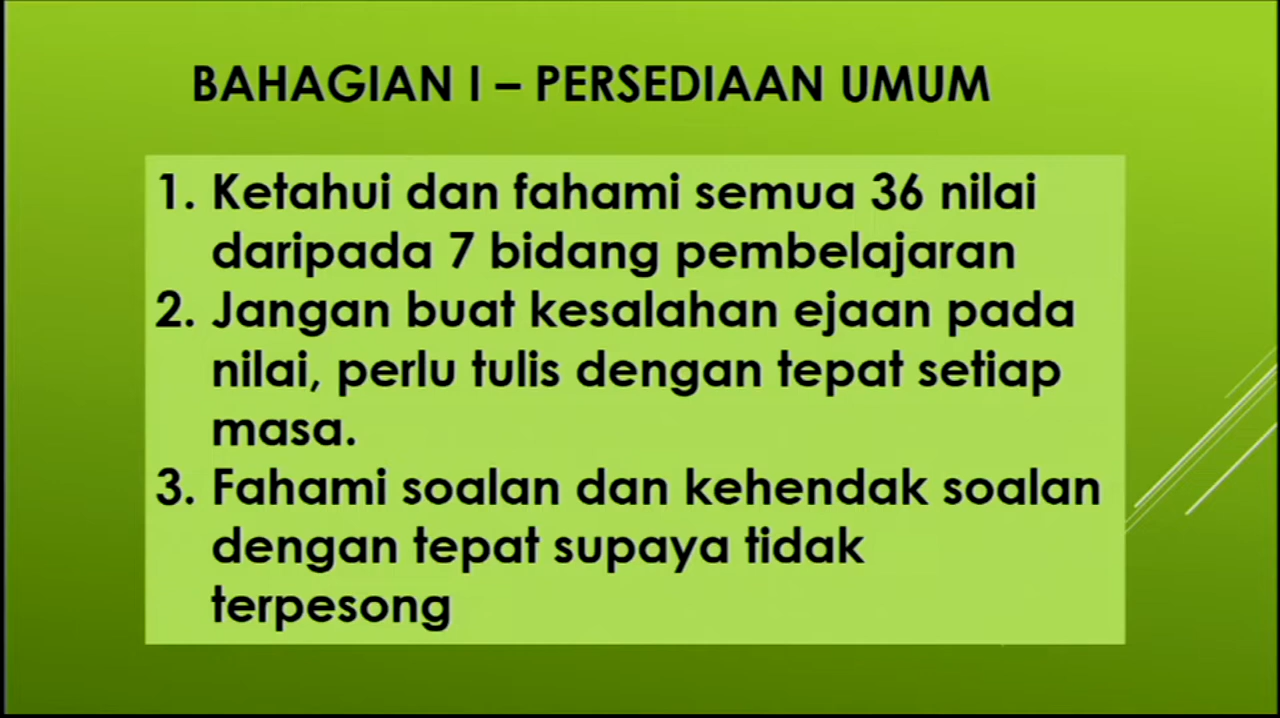 BAHAGIAN I – PERSEDIAAN UMUM
1. Ketahui dan fahami semua 36 nilai
daripada 7 bidang pembelajaran
2. Jangan buat kesalahan ejaan pada
nilai, perlu tulis dengan tepat setiap
masa.
3. Fahami soalan dan kehendak soalan
dengan tepat supaya tidak
terpesong